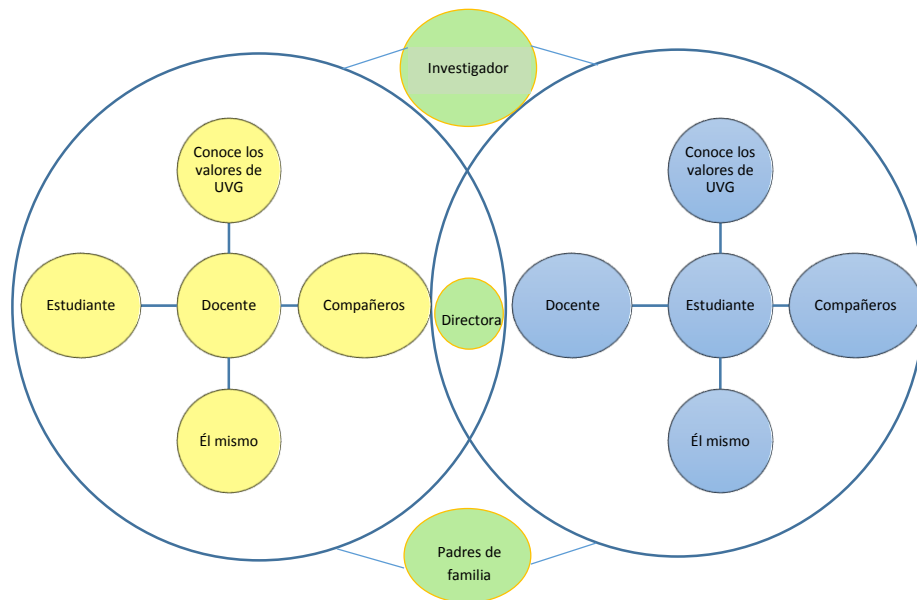 Investigador
Conoce los
valores de
UVG
Conoce los
valores de
UVG
Estudiante
Docente
Compañeros
Directora
Docente
Estudiante
Compañeros
Él mismo
Él mismo
Padres de
familia